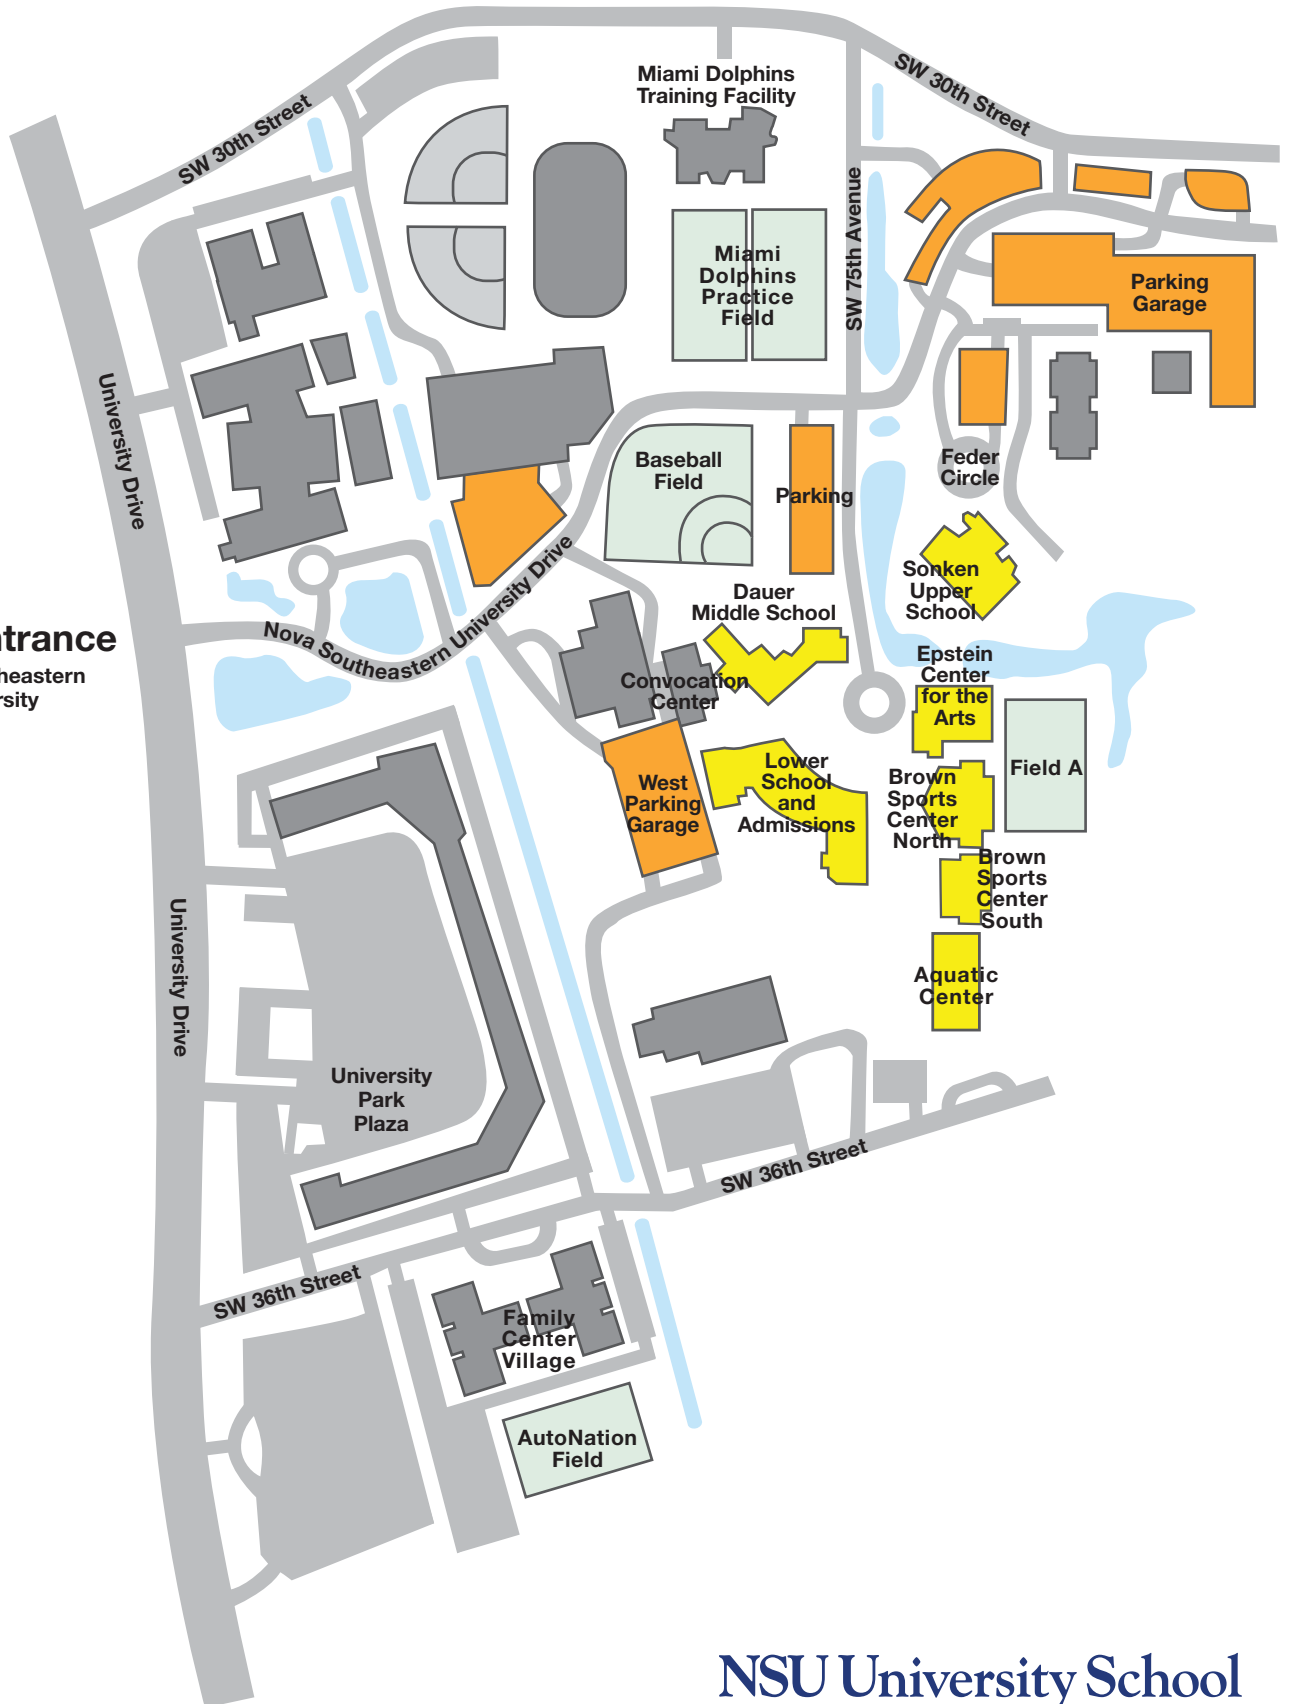 Miami Dolphins
Training Facility
SW 30th Street
SW 30th Street
SW 75th Avenue
Miami
Dolphins
Practice
Field
Parking
Garage
University Drive
Baseball
Field
Parking
Feder
Circle
Nova Southeastern University Drive
Dauer
Middle School
Sonken
Upper
School
ntrance
heastern
rsity
Convocation
Center
Epstein
Center
for the
Arts
Lower
School
and
Admissions
West
Parking
Garage
Field A
Brown
Sports
Center
North
Brown
Sports
Center
South
University Drive
Aquatic
Center
University
Park
Plaza
SW 36th Street
SW 36th Street
Family
Center
Village
AutoNation
Field
NSU University School